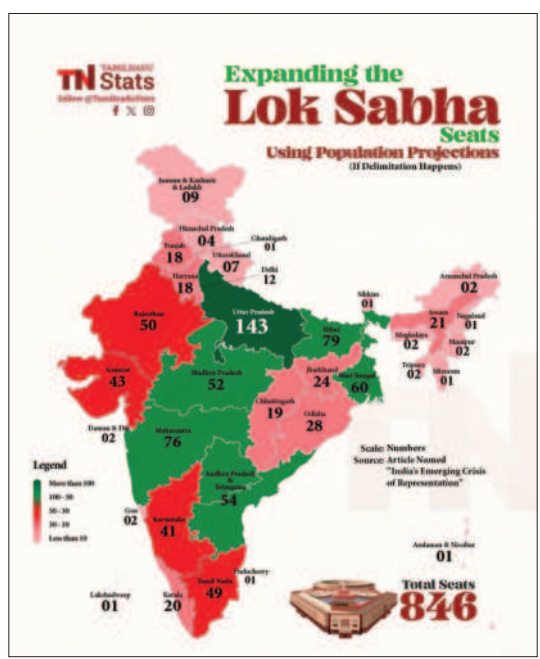 TAMILNADU
TN Stats
follow @Tamilnadustats
Expanding the
Lok Sabha
Seats
Using Population Projections
(If Delimitation Happens)
Jammu & Kashmir
& Ladakh
09
Himachal Pradesh
04
Chandigarh
01
Punjab
18
Uttarakhand
07
Haryana
18
Delhi
12
Arunachal Pradesh
02
Sikkim
01
Rajasthan
50
Uttar Pradesh
143
Bihar
79
Assam
21
Nagaland
01
Meghalaya
02
Manipur
02
Tripura
02
Mizoram
01
Gujarat
43
Madhya Pradesh
52
Jharkhand
24
West Bengal
60
Chhattisgarh
19
Odisha
28
Daman & Diu
02
Maharastra
76
Scale: Numbers
Source: Article Named
"India's Emerging Crisis
of Representation"
Legend
More than 100
100 - 50
50 - 30
30 - 10
Less than 10
Andhra Pradesh
&
Telangana
54
Goa
02
Karnataka
41
Andaman & Nicobar
01
Puducherry
01
Tamil Nadu
49
Lakshadweep
01
Kerala
20
Total Seats
846